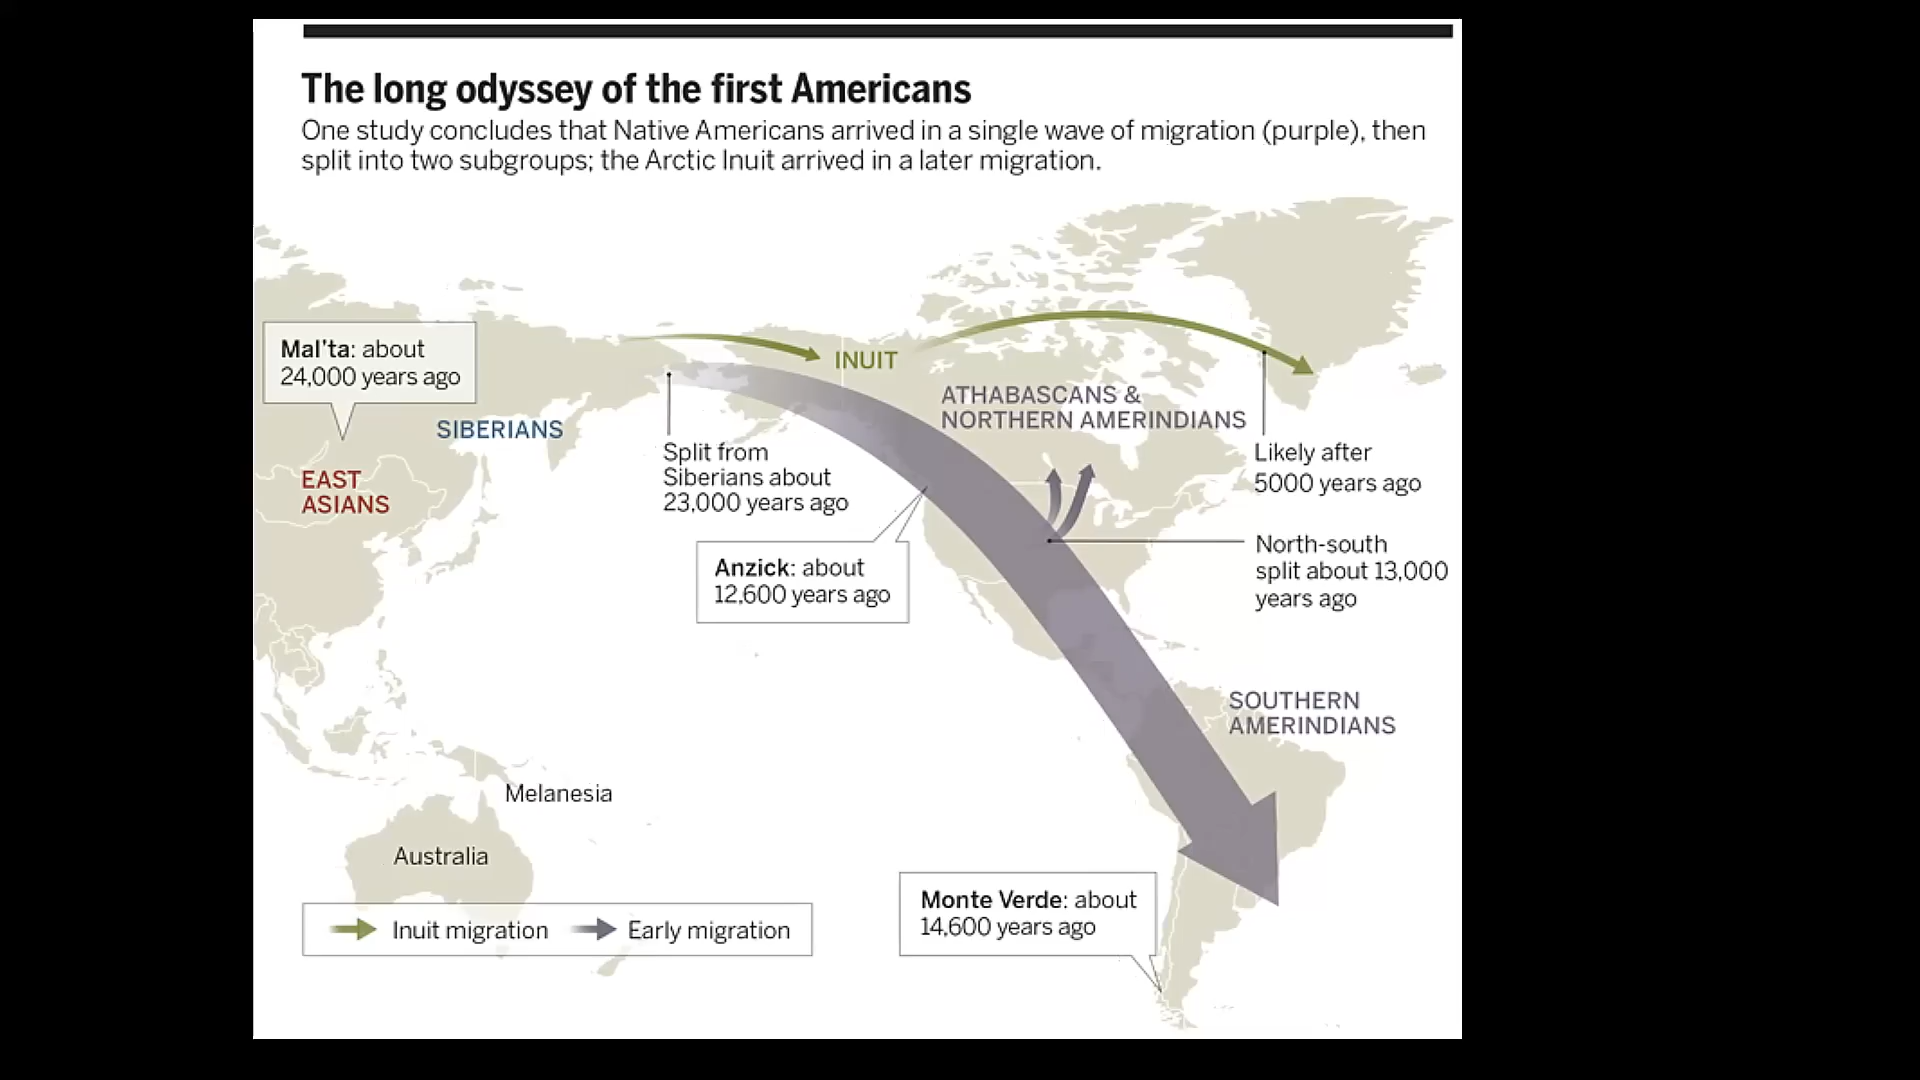 The long odyssey of the first Americans
One study concludes that Native Americans arrived in a single wave of migration (purple), then
split into two subgroups; the Arctic Inuit arrived in a later migration.
Mal'ta: about
24,000 years ago
SIBERIANS
EAST
ASIANS
INUIT
ATHABASCANS &
NORTHERN AMERINDIANS
Split from
Siberians about
23,000 years ago
Likely after
5000 years ago
Anzick: about
12,600 years ago
North-south
split about 13,000
years ago
SOUTHERN
AMERINDIANS
Melanesia
Australia
Monte Verde: about
14,600 years ago
Inuit migration
Early migration